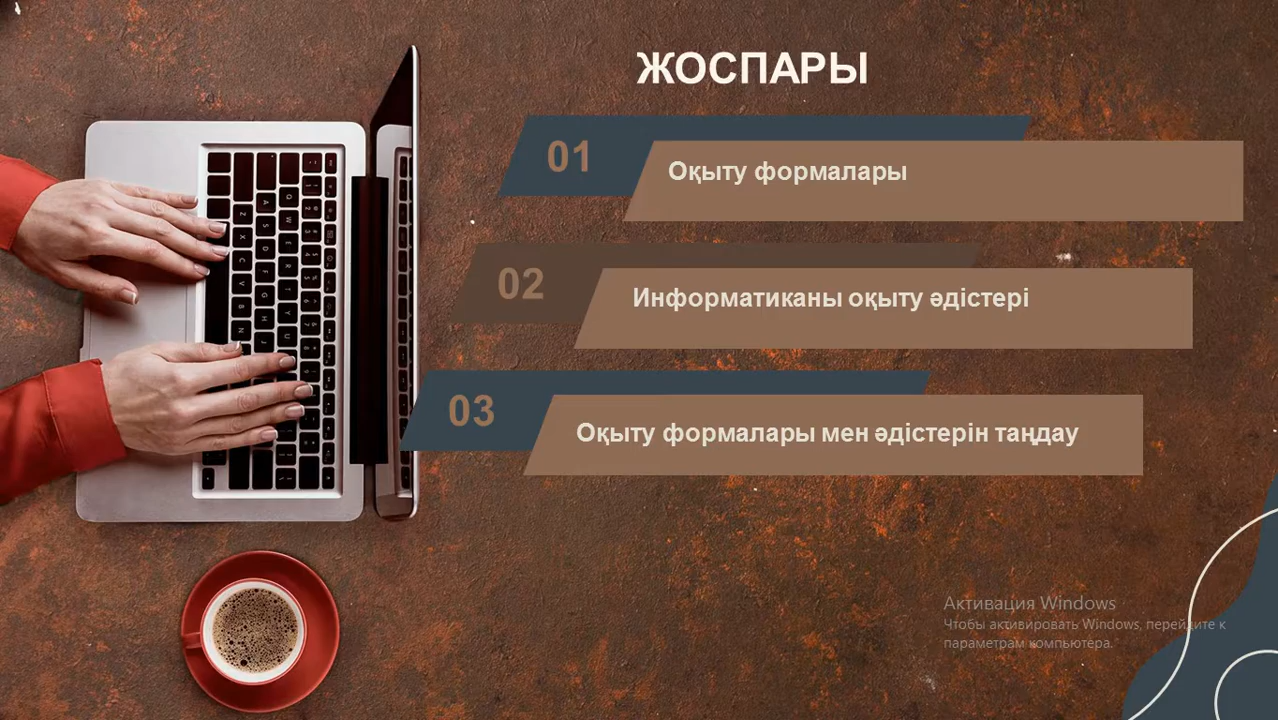 ЖОСПАРЫ
01
Оқыту формалары
02
Информатиканы оқыту әдістері
03
Оқыту формалары мен әдістерін таңдау
Активация Windows
Чтобы активировать Windows, перейдите к
параметрам компьютера.